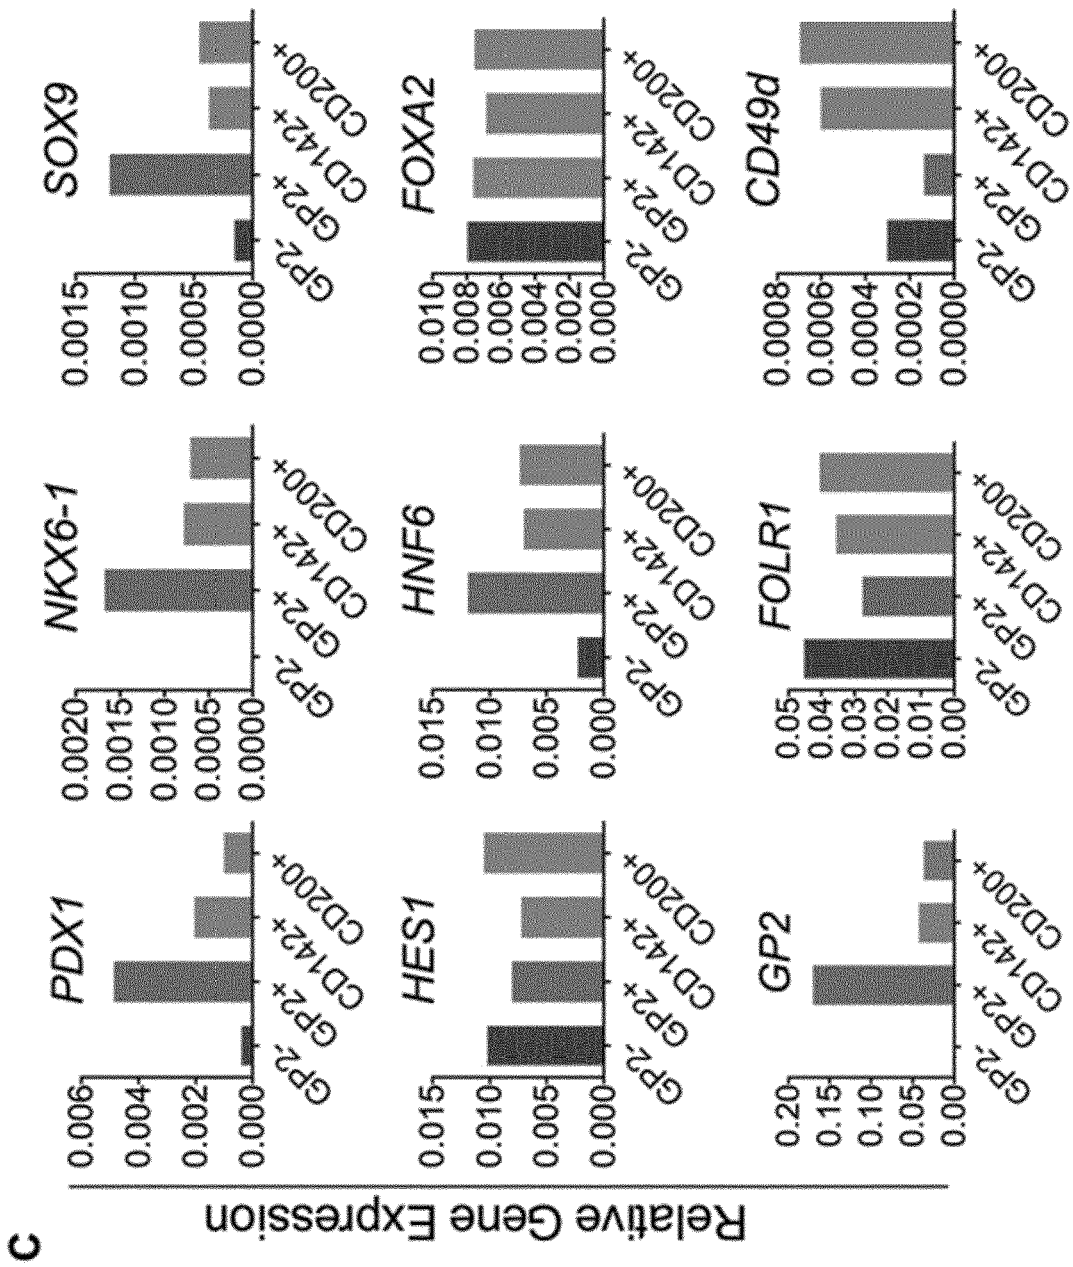 C
Relative Gene Expression
PDX1
0.006
0.004
0.002
0.000
GP2-
GP2+
CD142+
CD200+
NKX6-1
0.0020
0.0015
0.0010
0.0005
0.0000
GP2-
GP2+
CD142+
CD200+
SOX9
0.0015
0.0010
0.0005
0.0000
GP2-
GP2+
CD142+
CD200+
HES1
0.015
0.010
0.005
0.000
GP2-
GP2+
CD142+
CD200+
HNF6
0.015
0.010
0.005
0.000
GP2-
GP2+
CD142+
CD200+
FOXA2
0.010
0.008
0.006
0.004
0.002
0.000
GP2-
GP2+
CD142+
CD200+
GP2
0.20
0.15
0.10
0.05
0.00
GP2-
GP2+
CD142+
CD200+
FOLR1
0.05
0.04
0.03
0.02
0.01
0.00
GP2-
GP2+
CD142+
CD200+
CD49d
0.0008
0.0006
0.0004
0.0002
0.0000
GP2-
GP2+
CD142+
CD200+